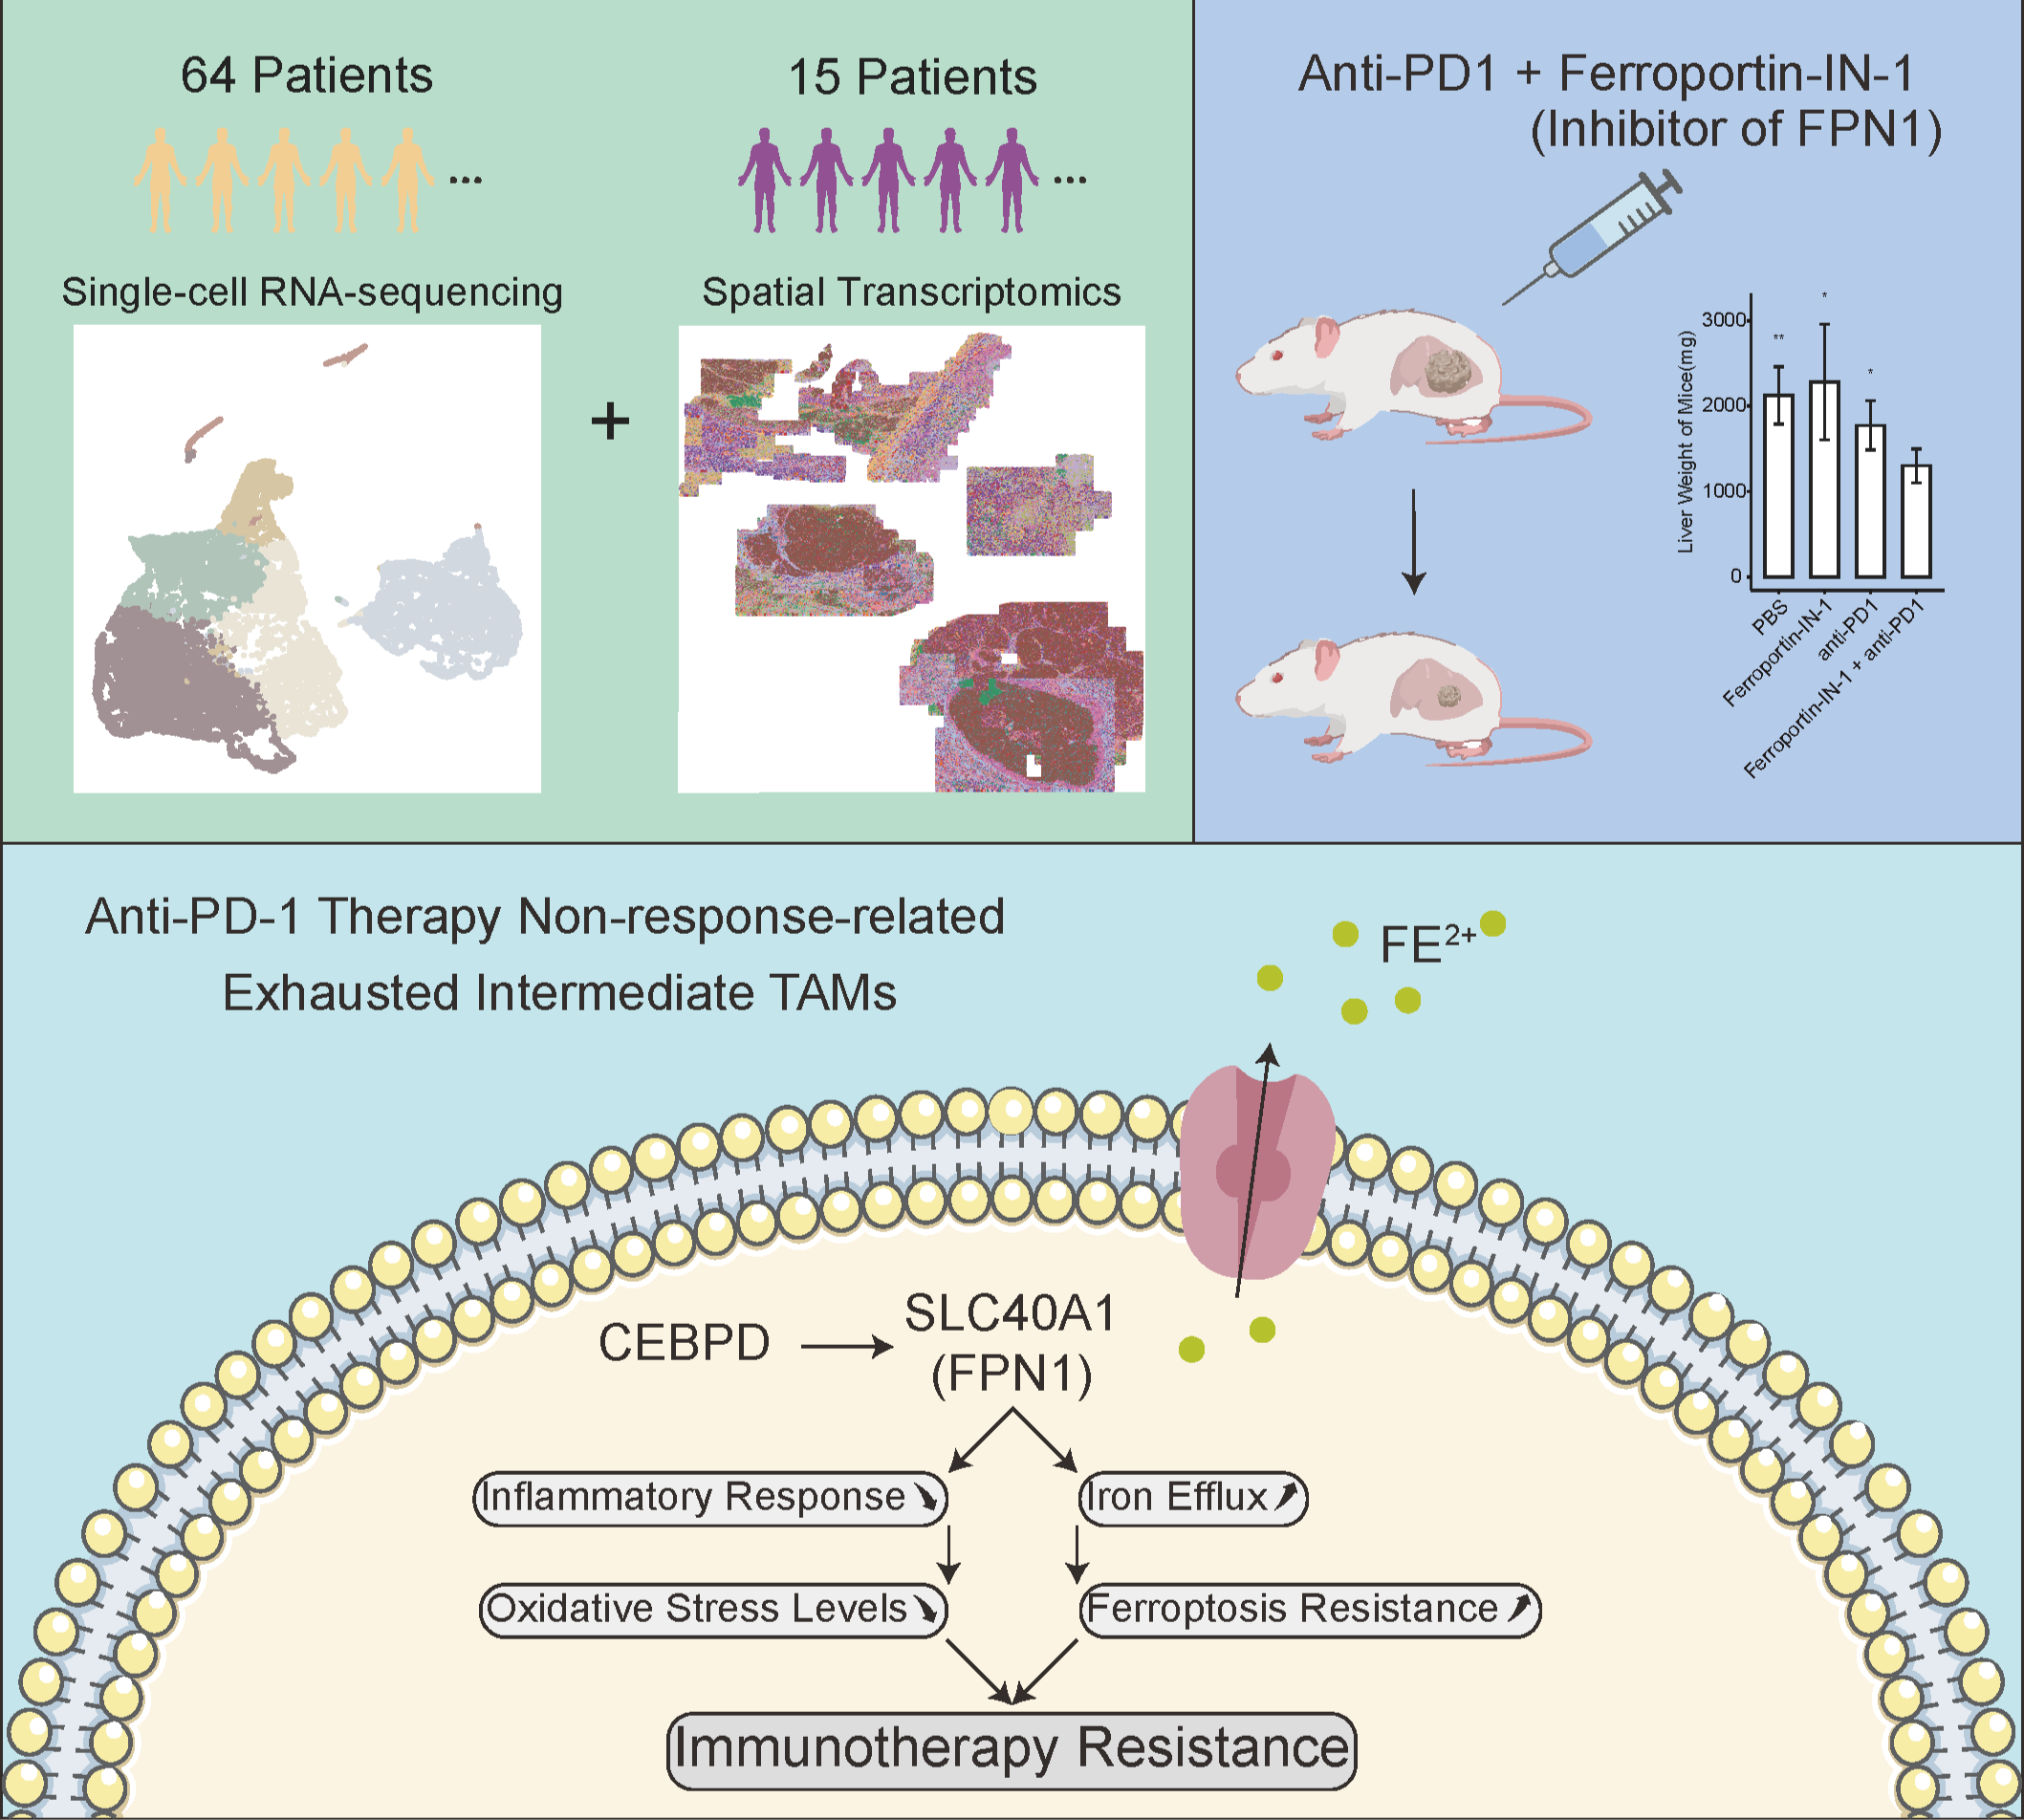 64 Patients
...
15 Patients
...
Single-cell RNA-sequencing
+
Spatial Transcriptomics
Anti-PD1 + Ferroportin-IN-1
(Inhibitor of FPN1)
Liver Weight of Mice(mg)
3000
2000
1000
0
**
*
*
PBS
Ferroportin-IN-1
anti-PD1
Ferroportin-IN-1 + anti-PD1
Anti-PD-1 Therapy Non-response-related
Exhausted Intermediate TAMs
FE²⁺
CEBPD
SLC40A1
(FPN1)
Inflammatory Response
Iron Efflux
Oxidative Stress Levels
Ferroptosis Resistance
Immunotherapy Resistance